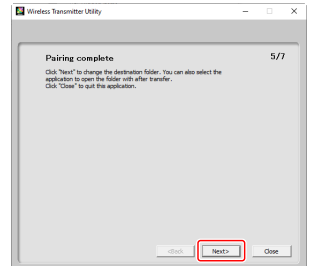 Wireless Transmitter Utility
Pairing complete 5/7
Click "Next" to change the destination folder. You can also select the
application to open the folder with after transfer.
Click "Close" to quit this application.
<Back Next> Close